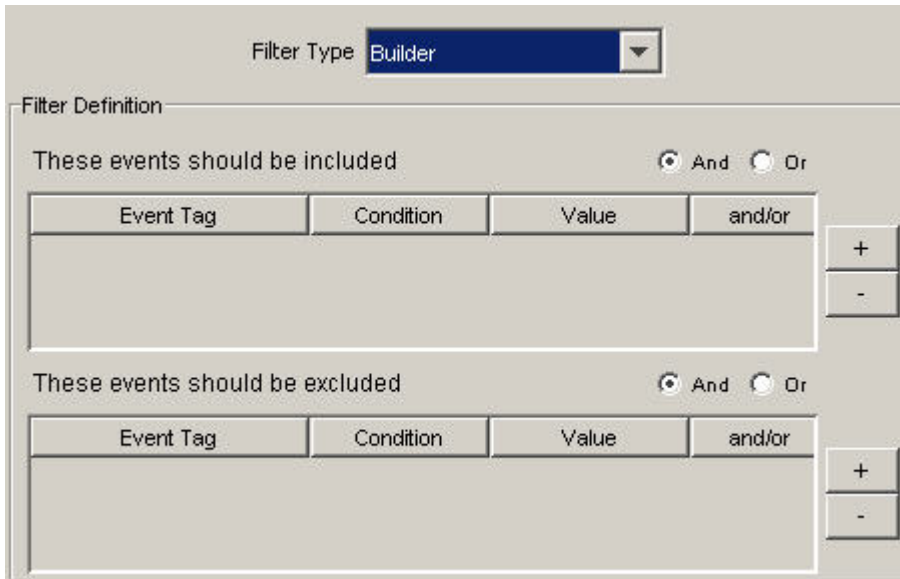 Filter Type Builder
Filter Definition
These events should be included And Or
Event Tag Condition Value and/or
+
-
These events should be excluded And Or
Event Tag Condition Value and/or
+
-